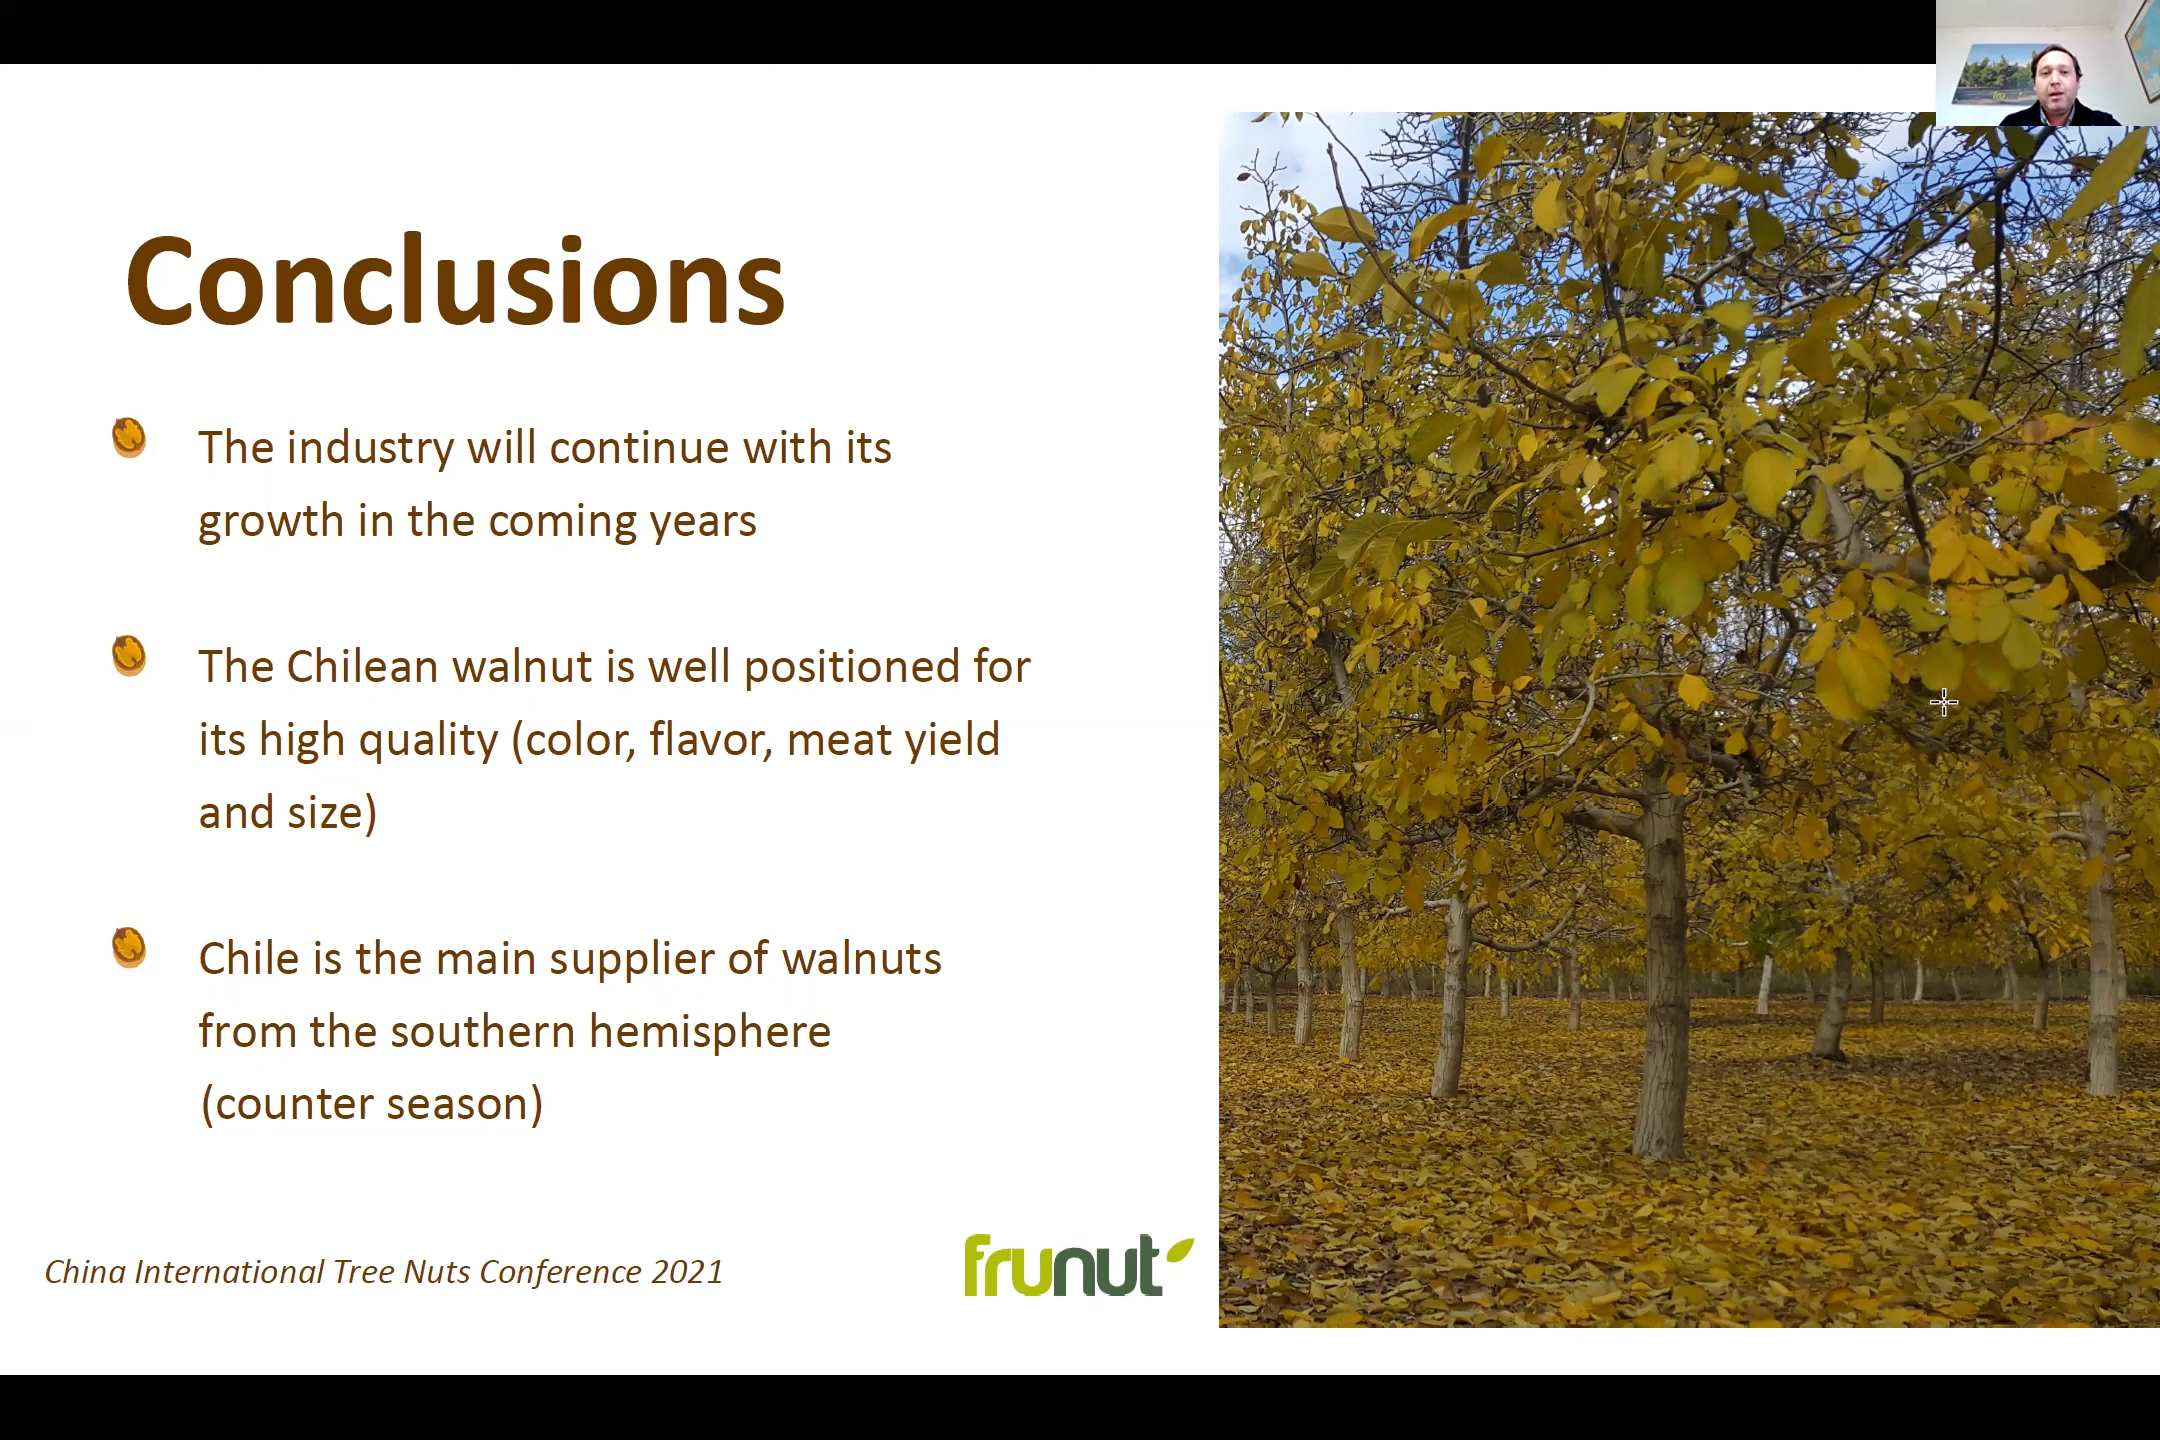 Conclusions
The industry will continue with its
growth in the coming years
The Chilean walnut is well positioned for
its high quality (color, flavor, meat yield
and size)
Chile is the main supplier of walnuts
from the southern hemisphere
(counter season)
China International Tree Nuts Conference 2021
frunut